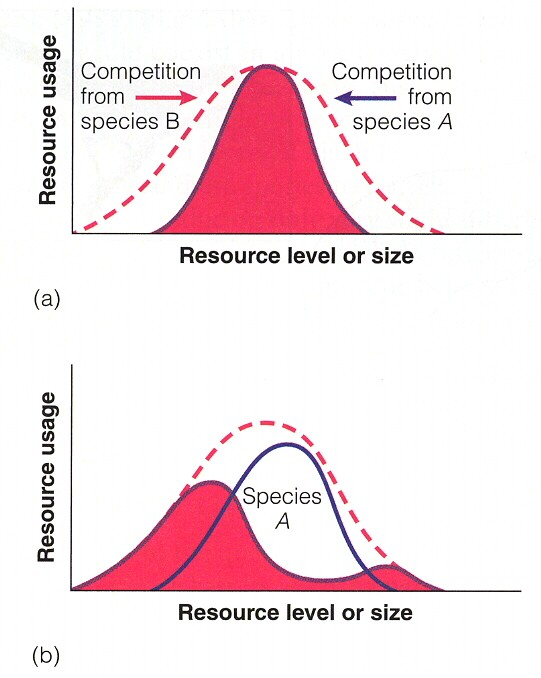 Resource usage
Competition
from
species B
Competition
from
species A
Resource level or size
(a)
Resource usage
Species
A
Resource level or size
(b)